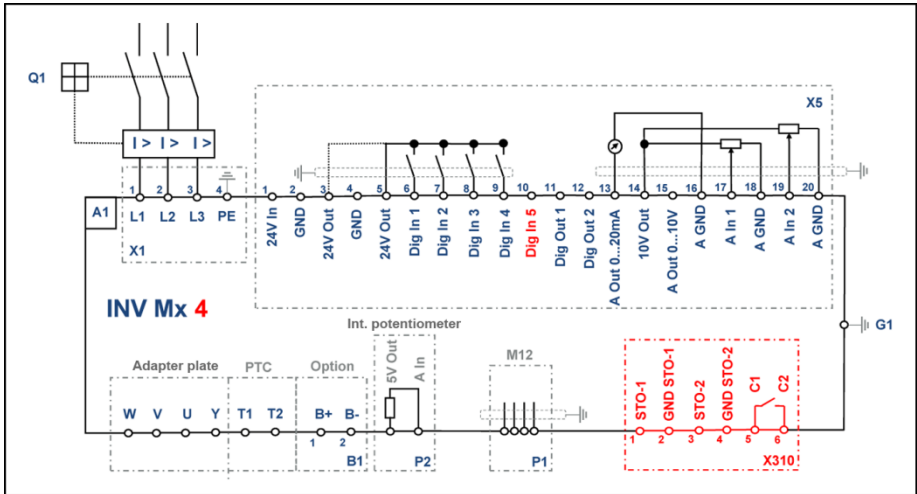 Q1
I > I > I >
X5
1 2 3 4
A1
L1 L2 L3 PE
X1
1 2 3 4 5 6 7 8 9 10 11 12 13 14 15 16 17 18 19 20
24V In
GND
24V Out
GND
24V Out
Dig In 1
Dig In 2
Dig In 3
Dig In 4
Dig In 5
Dig Out 1
Dig Out 2
A Out 0...20mA
10V Out
A Out 0...10V
A GND
A In 1
A GND
A In 2
A GND
INV Mx 4
G1
Int. potentiometer
Adapter plate
PTC
Option
5V Out
A In
M12
STO-1
GND STO-1
STO-2
GND STO-2
C1
C2
W V U Y T1 T2 B+ B-
1 2
B1
P2
P1
1 2 3 4 5 6
X310